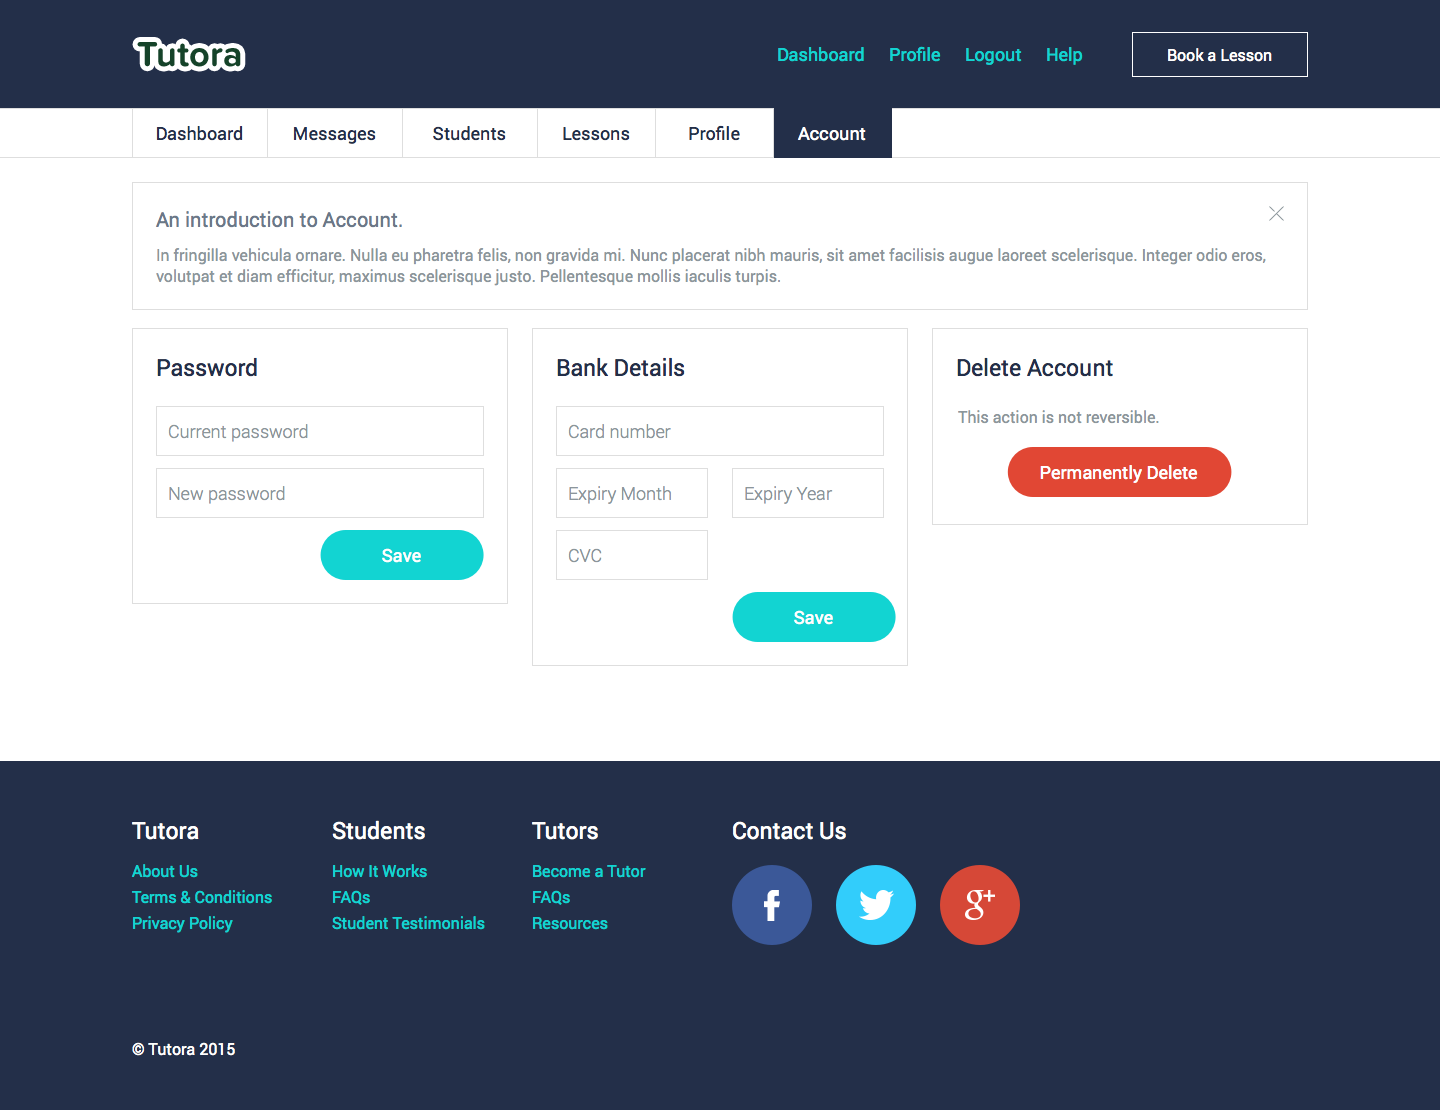 Tutora
Dashboard Profile Logout Help Book a Lesson
Dashboard Messages Students Lessons Profile Account
An introduction to Account.
In fringilla vehicula ornare. Nulla eu pharetra felis, non gravida mi. Nunc placerat nibh mauris, sit amet facilisis augue laoreet scelerisque. Integer odio eros,
volutpat et diam efficitur, maximus scelerisque justo. Pellentesque mollis iaculis turpis.
Password
Current password
New password
Save
Bank Details
Card number
Expiry Month Expiry Year
CVC
Save
Delete Account
This action is not reversible.
Permanently Delete
Tutora
About Us
Terms & Conditions
Privacy Policy
Students
How It Works
FAQs
Student Testimonials
Tutors
Become a Tutor
FAQs
Resources
Contact Us
f g+
© Tutora 2015